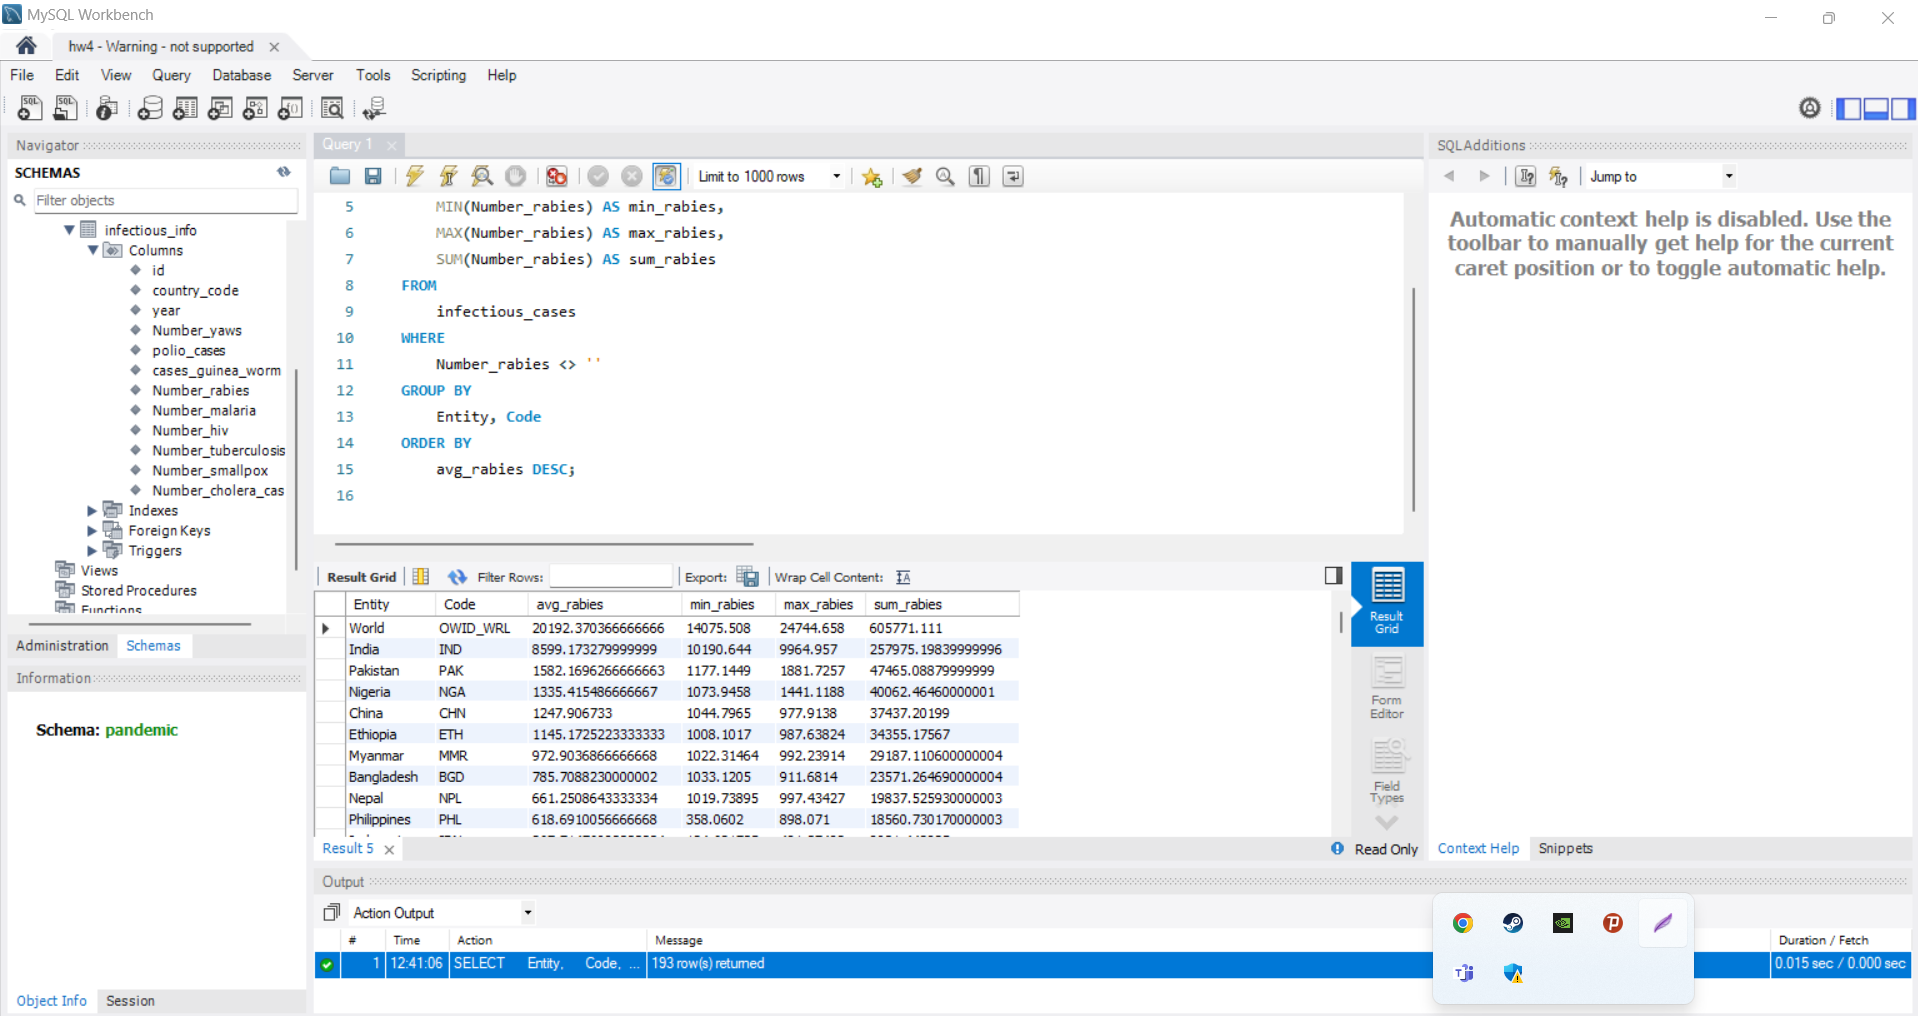 MySQL Workbench
hw4 - Warning - not supported
File Edit View Query Database Server Tools Scripting Help
Navigator
SCHEMAS
Filter objects
infectious_info
Columns
id
country_code
year
Number_yaws
polio_cases
cases_guinea_worm
Number_rabies
Number_malaria
Number_hiv
Number_tuberculosis
Number_smallpox
Number_cholera_cas
Indexes
Foreign Keys
Triggers
Views
Stored Procedures
Functions
Administration Schemas
Information
Schema: pandemic
Object Info Session
Query 1
Limit to 1000 rows
5 MIN(Number_rabies) AS min_rabies,
6 MAX(Number_rabies) AS max_rabies,
7 SUM(Number_rabies) AS sum_rabies
8 FROM
9 infectious_cases
10 WHERE
11 Number_rabies <> ''
12 GROUP BY
13 Entity, Code
14 ORDER BY
15 avg_rabies DESC;
16
Result Grid Filter Rows: Export: Wrap Cell Content:
Entity Code avg_rabies min_rabies max_rabies sum_rabies
World OWID_WRL 20192.370366666666 14075.508 24744.658 605771.111
India IND 8599.173279999999 10190.644 9964.957 257975.19839999996
Pakistan PAK 1582.1696266666663 1177.1449 1881.7257 47465.08879999999
Nigeria NGA 1335.415486666667 1073.9458 1441.1188 40062.46460000001
China CHN 1247.906733 1044.7965 977.9138 37437.20199
Ethiopia ETH 1145.1725223333333 1008.1017 987.63824 34355.17567
Myanmar MMR 972.9036866666668 1022.31464 992.23914 29187.110600000004
Bangladesh BGD 785.7088230000002 1033.1205 911.6814 23571.264690000004
Nepal NPL 661.2508643333334 1019.73895 997.43427 19837.525930000003
Philippines PHL 618.6910056666668 358.0602 898.071 18560.730170000003
Result Grid
Form Editor
Field Types
Result 5
Read Only
SQLAdditions
Jump to
Automatic context help is disabled. Use the
toolbar to manually get help for the current
caret position or to toggle automatic help.
Context Help Snippets
Output
Action Output
# Time Action Message Duration / Fetch
1 12:41:06 SELECT Entity, Code, ... 193 row(s) returned 0.015 sec / 0.000 sec